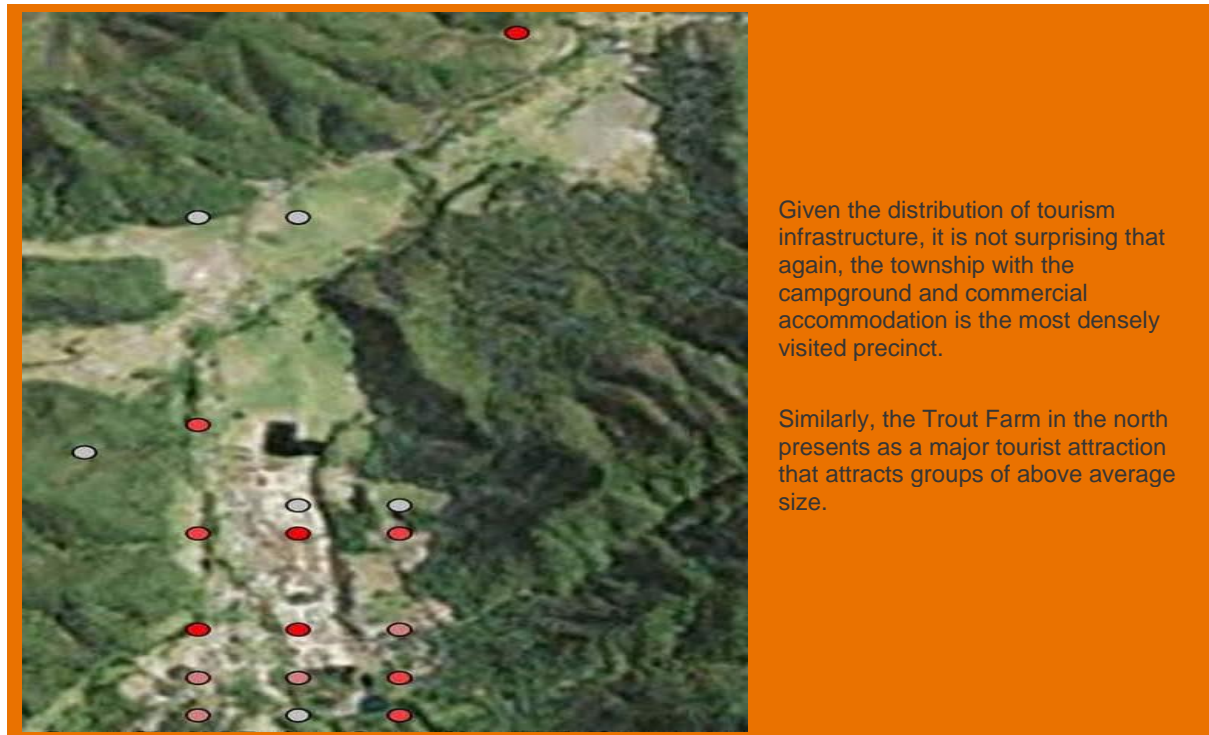 Given the distribution of tourism
infrastructure, it is not surprising that
again, the township with the
campground and commercial
accommodation is the most densely
visited precinct.
Similarly, the Trout Farm in the north
presents as a major tourist attraction
that attracts groups of above average
size.